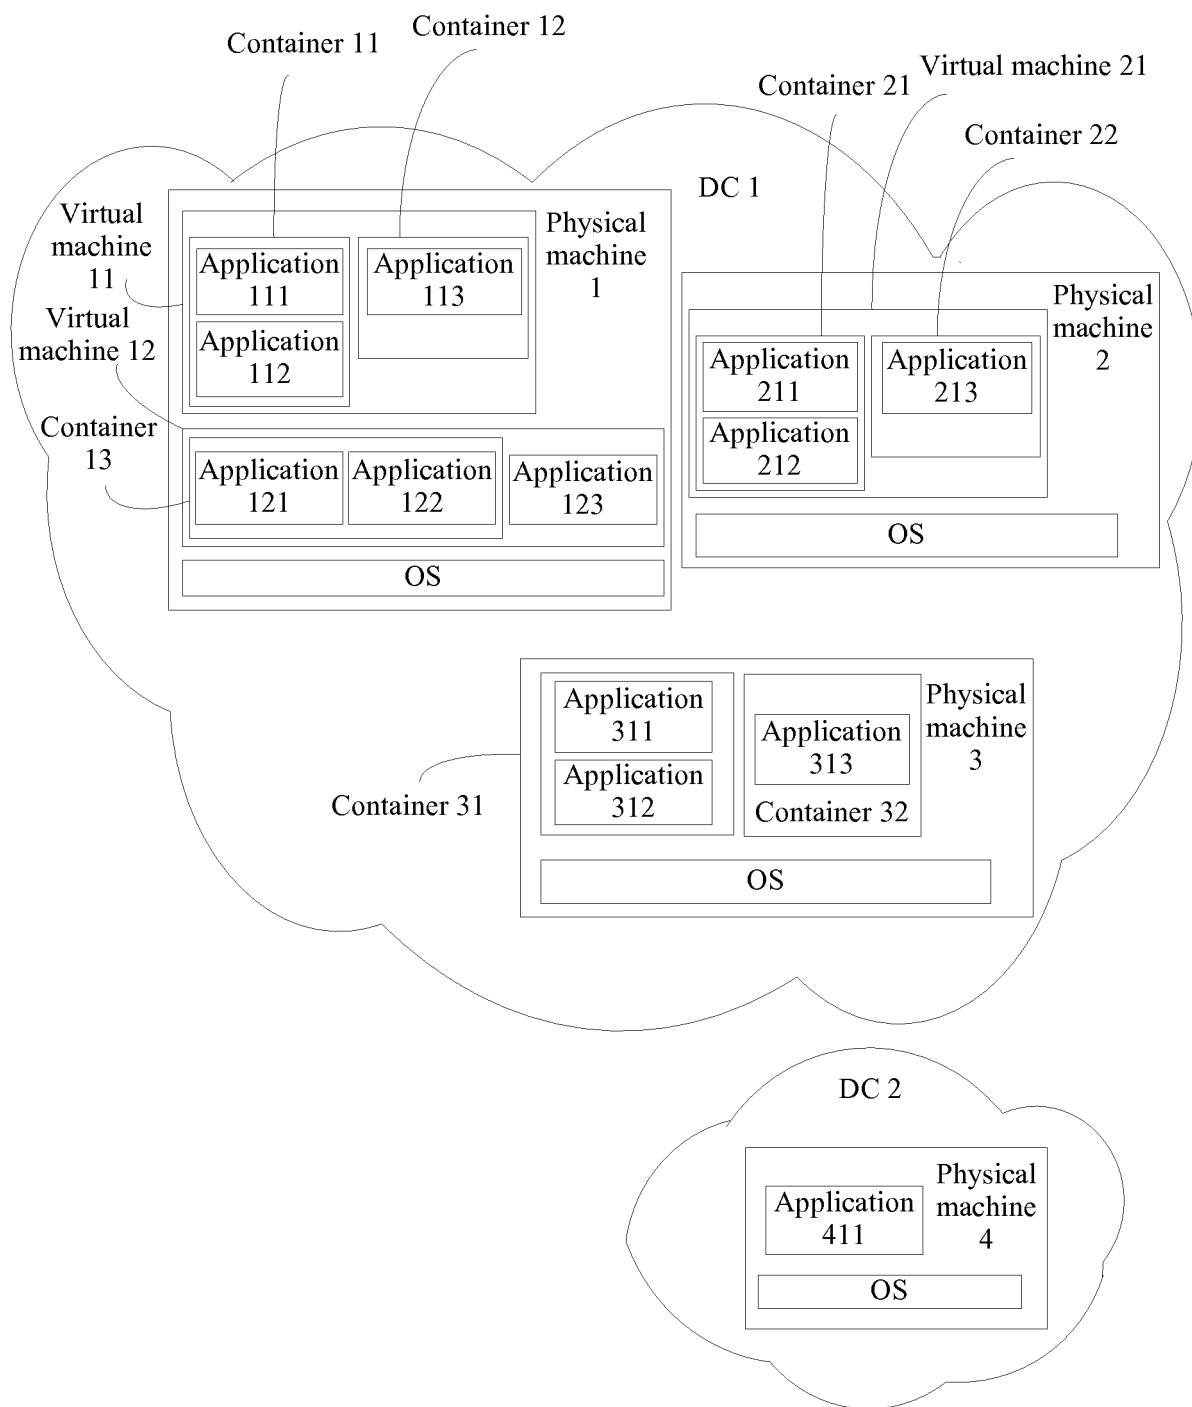 Container 11
Container 12
Container 21
Virtual machine 21
Container 22
DC 1
Virtual
machine
11
Virtual
machine 12
Container
13
Physical
machine
1
Application
111
Application
112
Application
113
Application
121
Application
122
Application
123
OS
Physical
machine
2
Application
211
Application
212
Application
213
OS
Container 31
Application
311
Application
312
Application
313
Container 32
Physical
machine
3
OS
DC 2
Physical
machine
4
Application
411
OS